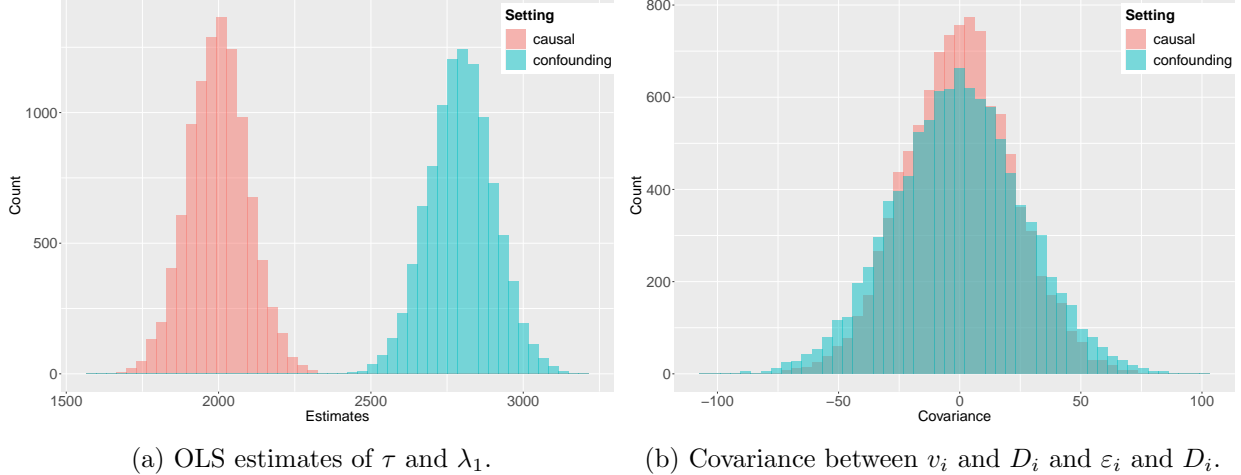 Setting
causal
confounding
1000
500
0
Count
1500
2000
2500
3000
Estimates
(a) OLS estimates of τ and λ₁.
Setting
causal
confounding
800
600
400
200
0
Count
−100
−50
0
50
100
Covariance
(b) Covariance between vᵢ and Dᵢ and εᵢ and Dᵢ.